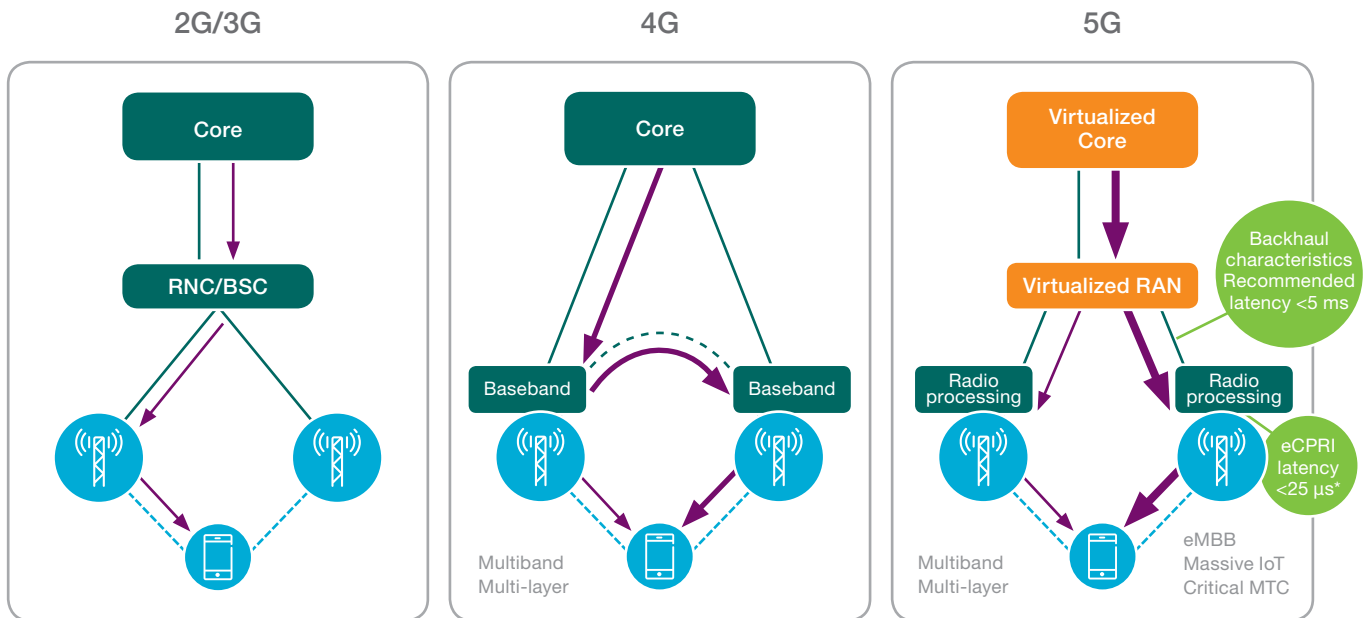 2G/3G
Core
RNC/BSC
4G
Core
Baseband
Baseband
Multiband
Multi-layer
5G
Virtualized
Core
Virtualized RAN
Backhaul
characteristics
Recommended
latency <5 ms
Radio
processing
Radio
processing
eCPRI
latency
<25 µs*
Multiband
Multi-layer
eMBB
Massive IoT
Critical MTC